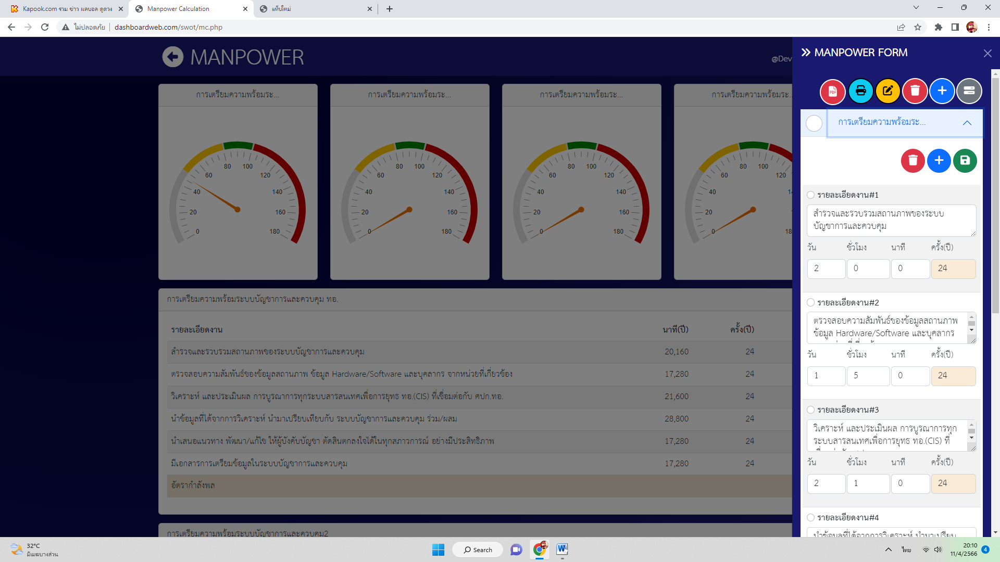 Kapook.com รวม ข่าว ผลบอล ดูดวง
Manpower Calculation
แท็บใหม่
ไม่ปลอดภัย
dashboardweb.com/swot/mc.php
MANPOWER
@Dev
การเตรียมความพร้อมระ...
การเตรียมความพร้อมระ...
การเตรียมความพร้อมระ...
การเตรียมความพร้อมระ...
0 20 40 60 80 100 120 140 160 180
0 20 40 60 80 100 120 140 160 180
0 20 40 60 80 100 120 140 160 180
0 20 40 60 80 100 120 14 1 18
การเตรียมความพร้อมระบบบัญชาการและควบคุม ทอ.
รายละเอียดงาน นาที(ปี) ครั้ง(ปี)
สำรวจและรวบรวมสถานภาพของระบบบัญชาการและควบคุม 20,160 24
ตรวจสอบความสัมพันธ์ของข้อมูลสถานภาพ ข้อมูล Hardware/Software และบุคลากร จากหน่วยที่เกี่ยวข้อง 17,280 24
วิเคราะห์ และประเมินผล การบูรณาการทุกระบบสารสนเทศเพื่อการยุทธ ทอ.(CIS) ที่เชื่อมต่อกับ ศปก.ทอ. 21,600 24
นำข้อมูลที่ได้จากการวิเคราะห์ นำมาเปรียบเทียบกับ ระบบบัญชาการและควบคุม ร่วม/ผสม 28,800 24
นำเสนอแนวทาง พัฒนา/แก้ไข ให้ผู้บังคับบัญชา ตัดสินตกลงใจได้ในทุกสภาวการณ์ อย่างมีประสิทธิภาพ 17,280 24
มีเอกสารการเตรียมข้อมูลในระบบบัญชาการและควบคุม 17,280 24
อัตรากำลังพล
การเตรียมความพร้อมระบบบัญชาการและควบคุม2
MANPOWER FORM
PDF
การเตรียมความพร้อมระ...
รายละเอียดงาน#1
สำรวจและรวบรวมสถานภาพของระบบ
บัญชาการและควบคุม
วัน ชั่วโมง นาที ครั้ง(ปี)
2 0 0 24
รายละเอียดงาน#2
ตรวจสอบความสัมพันธ์ของข้อมูลสถานภาพ
ข้อมูล Hardware/Software และบุคลากร
วัน ชั่วโมง นาที ครั้ง(ปี)
1 5 0 24
รายละเอียดงาน#3
วิเคราะห์ และประเมินผล การบูรณาการทุก
ระบบสารสนเทศเพื่อการยุทธ ทอ.(CIS) ที่
วัน ชั่วโมง นาที ครั้ง(ปี)
2 1 0 24
รายละเอียดงาน#4
นำข้อมูลที่ได้จากการวิเคราะห์ นำมาเปรียบ
32°C
มีเมฆบางส่วน
Search
ไทย
20:10
11/4/2566
4